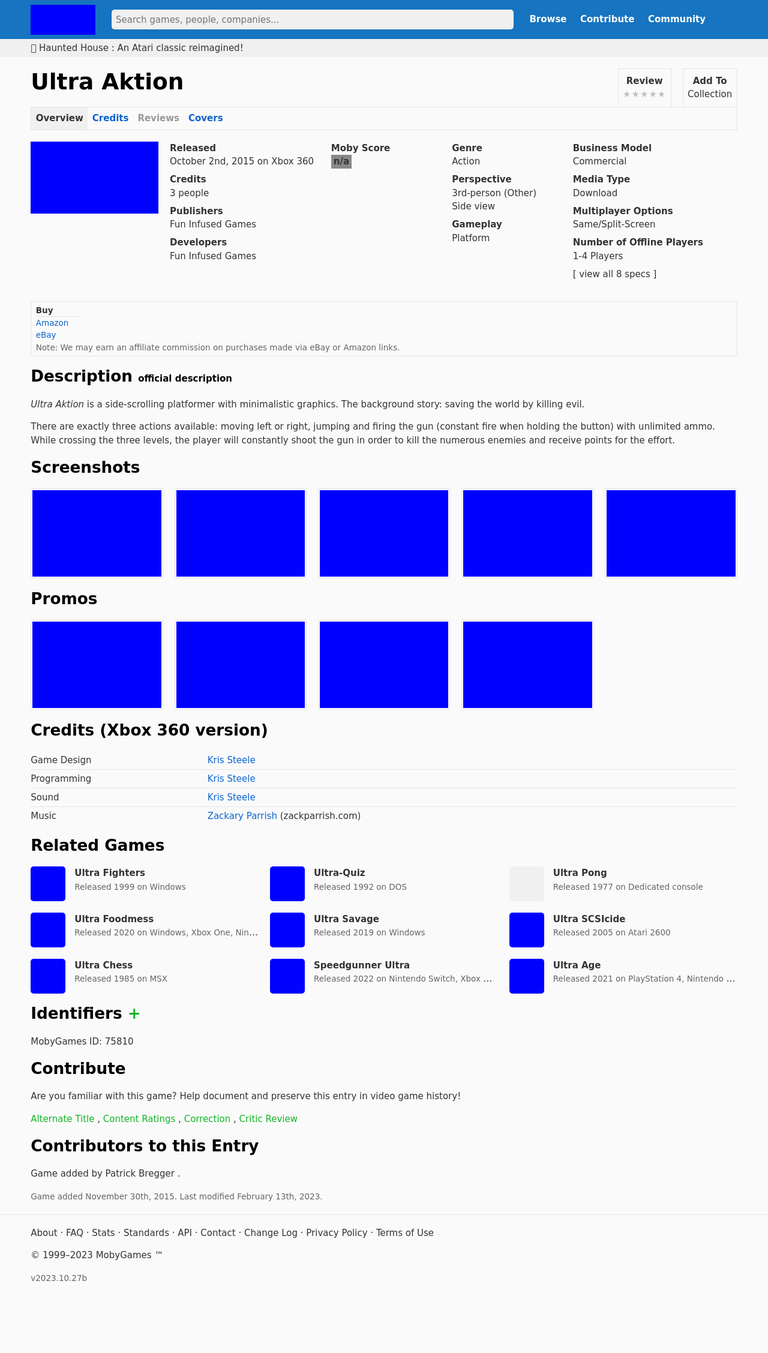 Search games, people, companies...
Browse Contribute Community
Haunted House : An Atari classic reimagined!
Ultra Aktion
Review
★★★★★
Add To
Collection
Overview Credits Reviews Covers
Released
October 2nd, 2015 on Xbox 360
Credits
3 people
Publishers
Fun Infused Games
Developers
Fun Infused Games
Moby Score
n/a
Genre
Action
Perspective
3rd-person (Other)
Side view
Gameplay
Platform
Business Model
Commercial
Media Type
Download
Multiplayer Options
Same/Split-Screen
Number of Offline Players
1-4 Players
[ view all 8 specs ]
Buy
Amazon
eBay
Note: We may earn an affiliate commission on purchases made via eBay or Amazon links.
Description official description
Ultra Aktion is a side-scrolling platformer with minimalistic graphics. The background story: saving the world by killing evil.
There are exactly three actions available: moving left or right, jumping and firing the gun (constant fire when holding the button) with unlimited ammo.
While crossing the three levels, the player will constantly shoot the gun in order to kill the numerous enemies and receive points for the effort.
Screenshots
Promos
Credits (Xbox 360 version)
Game Design Kris Steele
Programming Kris Steele
Sound Kris Steele
Music Zackary Parrish (zackparrish.com)
Related Games
Ultra Fighters
Released 1999 on Windows
Ultra-Quiz
Released 1992 on DOS
Ultra Pong
Released 1977 on Dedicated console
Ultra Foodmess
Released 2020 on Windows, Xbox One, Nin...
Ultra Savage
Released 2019 on Windows
Ultra SCSIcide
Released 2005 on Atari 2600
Ultra Chess
Released 1985 on MSX
Speedgunner Ultra
Released 2022 on Nintendo Switch, Xbox ...
Ultra Age
Released 2021 on PlayStation 4, Nintendo ...
Identifiers +
MobyGames ID: 75810
Contribute
Are you familiar with this game? Help document and preserve this entry in video game history!
Alternate Title , Content Ratings , Correction , Critic Review
Contributors to this Entry
Game added by Patrick Bregger .
Game added November 30th, 2015. Last modified February 13th, 2023.
About · FAQ · Stats · Standards · API · Contact · Change Log · Privacy Policy · Terms of Use
© 1999–2023 MobyGames ™
v2023.10.27b